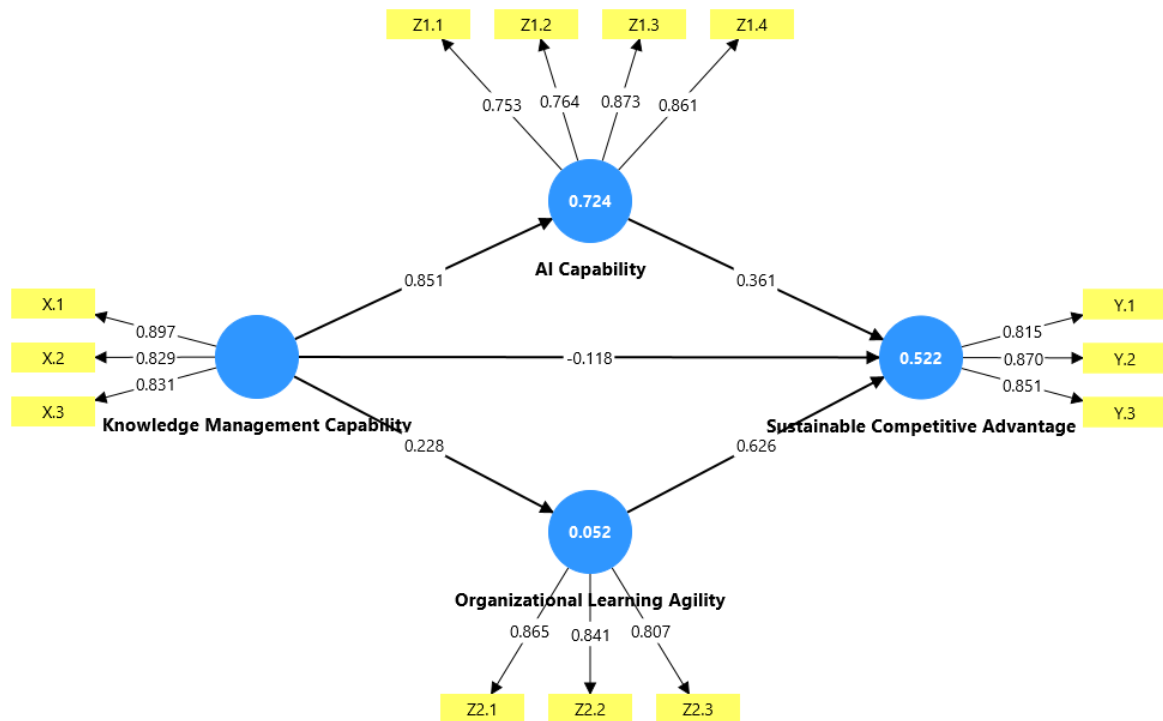 Z1.1 Z1.2 Z1.3 Z1.4
0.753 0.764 0.873 0.861
0.724
AI Capability
0.851 0.361
X.1 Y.1
0.897 0.815
X.2 0.829 -0.118 0.522 0.870 Y.2
0.831 0.851
X.3 Y.3
Knowledge Management Capability Sustainable Competitive Advantage
0.228 0.626
0.052
Organizational Learning Agility
0.865 0.841 0.807
Z2.1 Z2.2 Z2.3